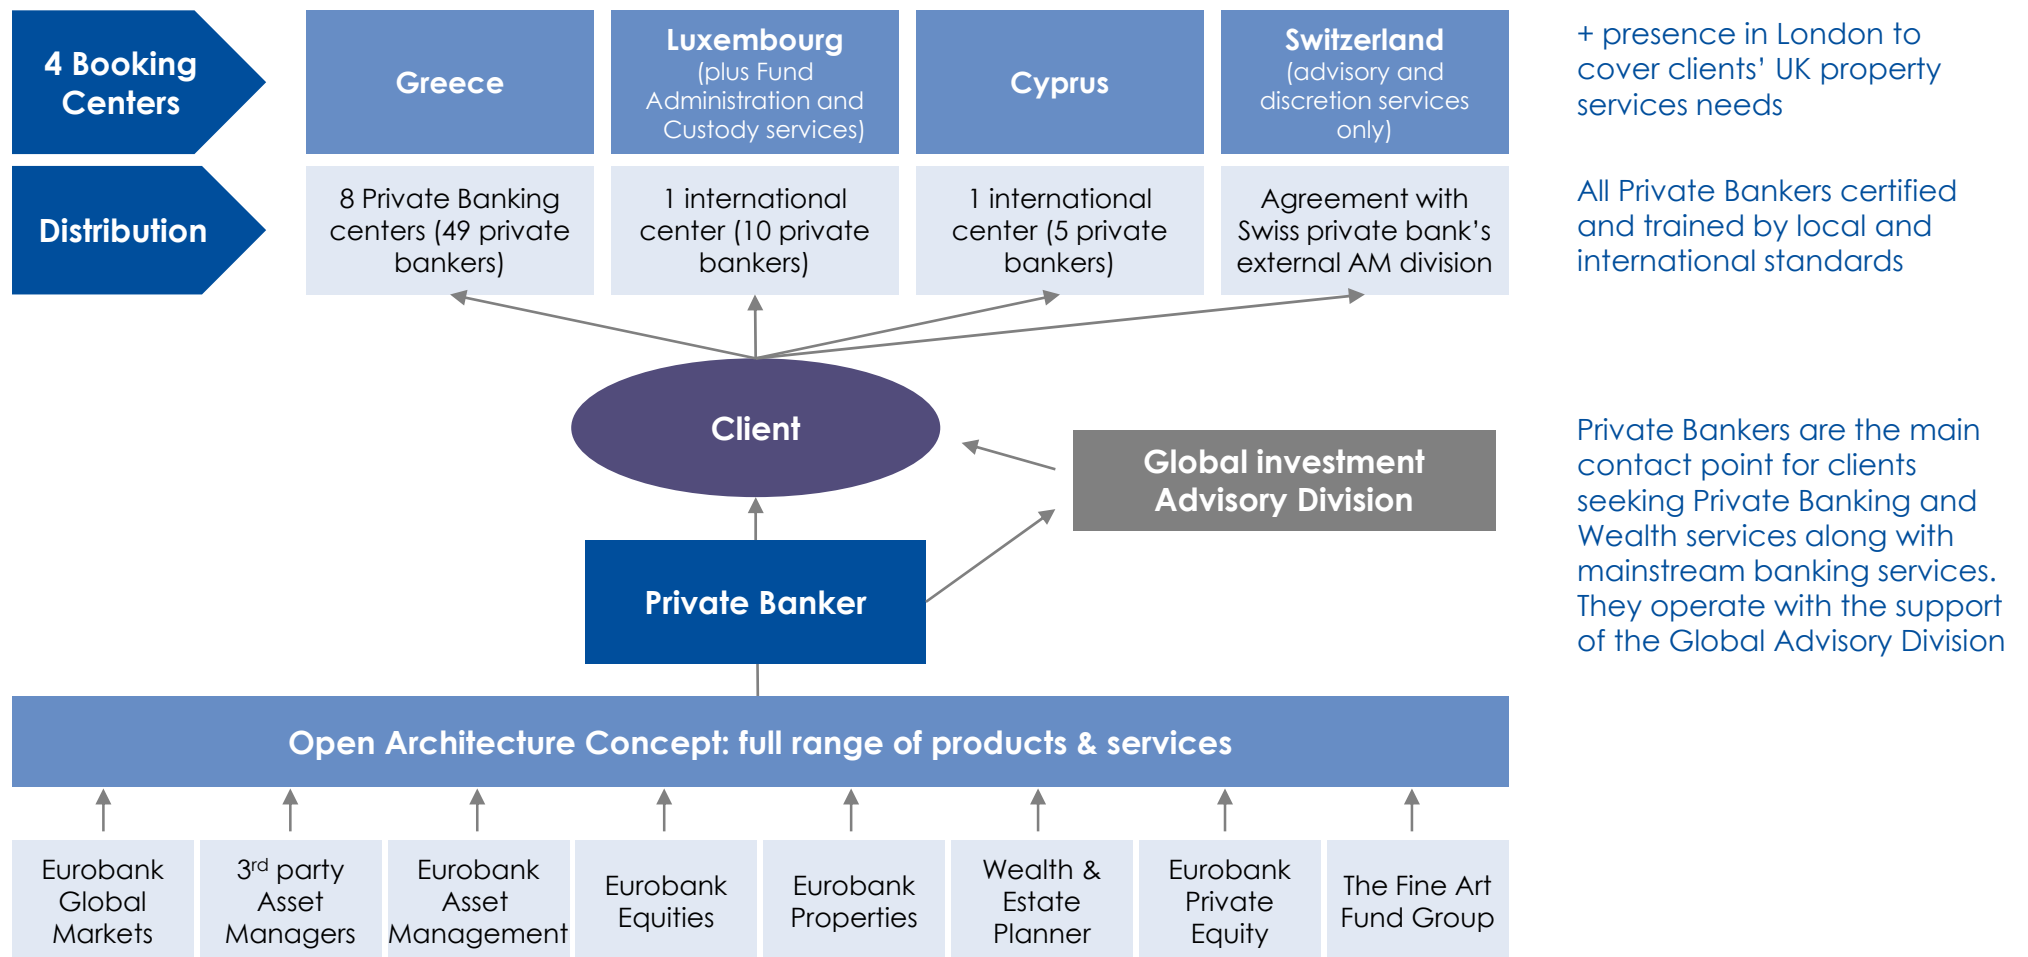 4 Booking
Centers
Greece
Luxembourg
(plus Fund
Administration and
Custody services)
Cyprus
Switzerland
(advisory and
discretion services
only)
+ presence in London to
cover clients’ UK property
services needs
Distribution
8 Private Banking
centers (49 private
bankers)
1 international
center (10 private
bankers)
1 international
center (5 private
bankers)
Agreement with
Swiss private bank’s
external AM division
All Private Bankers certified
and trained by local and
international standards
Client
Global investment
Advisory Division
Private Bankers are the main
contact point for clients
seeking Private Banking and
Wealth services along with
mainstream banking services.
They operate with the support
of the Global Advisory Division
Private Banker
Open Architecture Concept: full range of products & services
Eurobank
Global
Markets
3rd party
Asset
Managers
Eurobank
Asset
Management
Eurobank
Equities
Eurobank
Properties
Wealth &
Estate
Planner
Eurobank
Private
Equity
The Fine Art
Fund Group